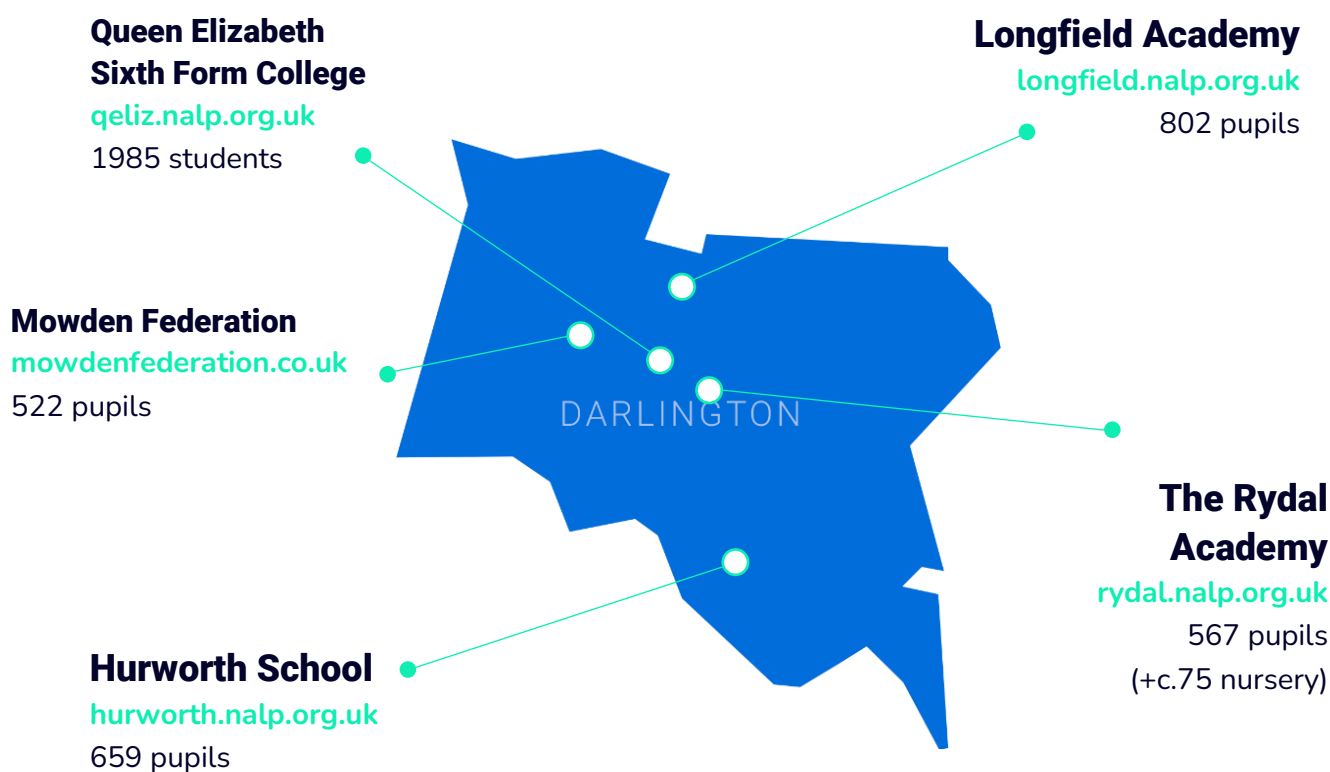 Queen Elizabeth
Sixth Form College
qeliz.nalp.org.uk
1985 students
Longfield Academy
longfield.nalp.org.uk
802 pupils
Mowden Federation
mowdenfederation.co.uk
522 pupils
DARLINGTON
The Rydal
Academy
rydal.nalp.org.uk
567 pupils
(+c.75 nursery)
Hurworth School
hurworth.nalp.org.uk
659 pupils